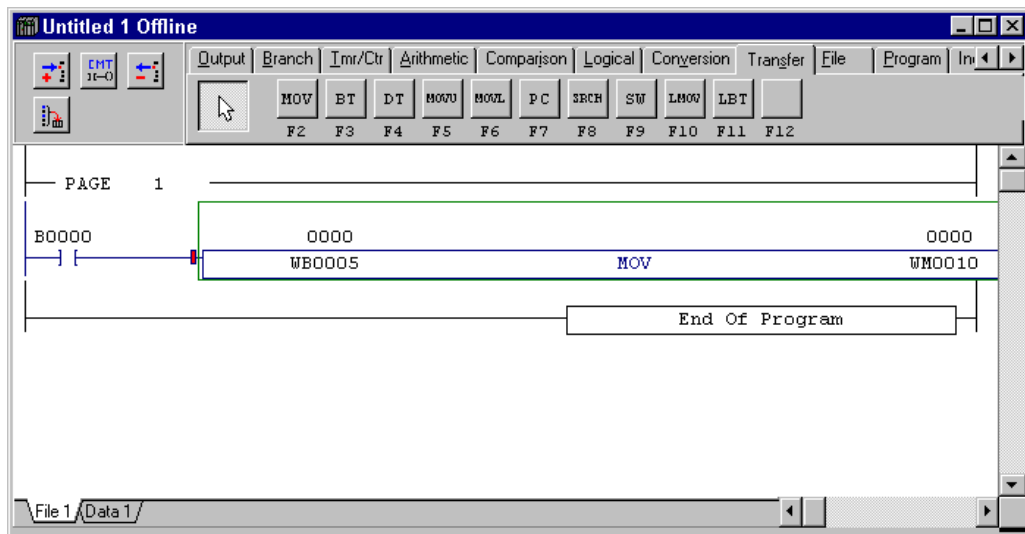 Untitled 1 Offline
CMT
Output Branch Tmr/Ctr Arithmetic Comparison Logical Conversion Transfer File Program In
MOV BT DT MOVU MOVL PC SRCH SW LMOV LBT
F2 F3 F4 F5 F6 F7 F8 F9 F10 F11 F12
PAGE 1
B0000 0000 0000
WB0005 MOV WM0010
End Of Program
File 1 Data 1